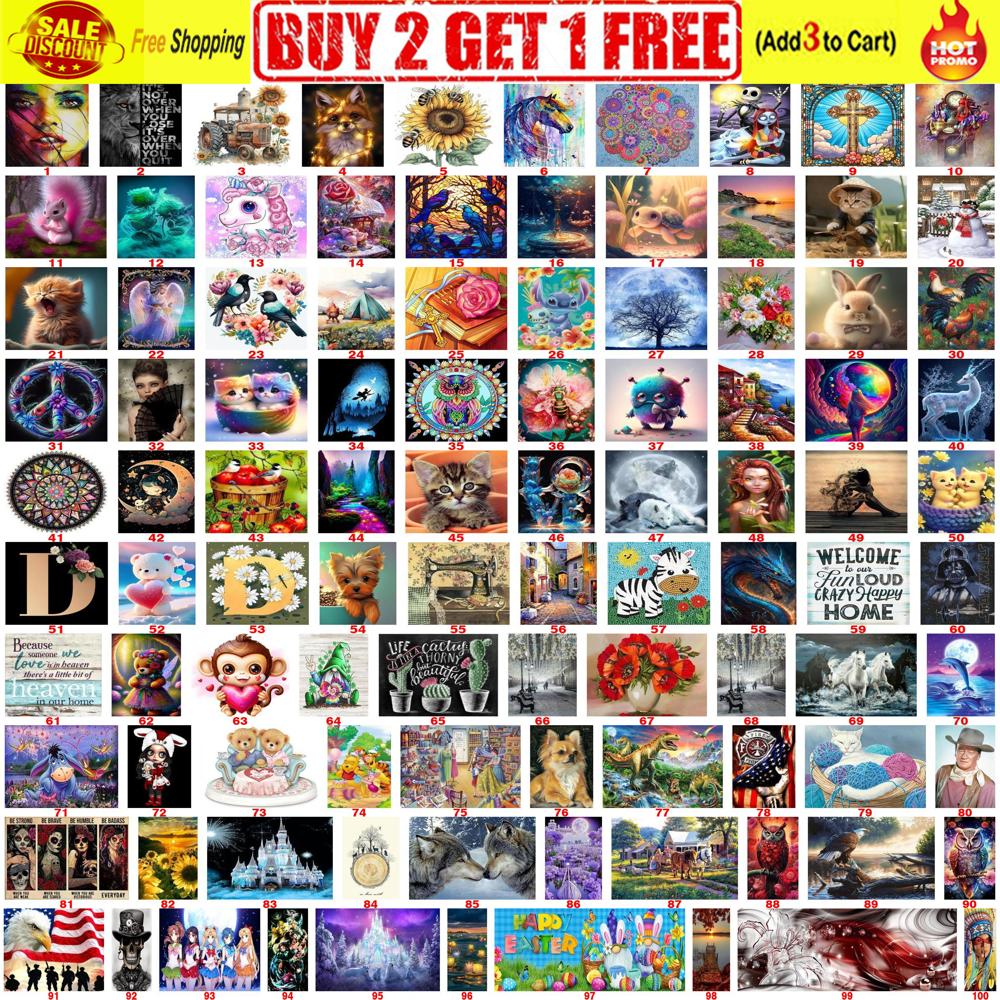 SALE
DISCOUNT
Free Shopping
BUY 2 GET 1 FREE
(Add 3 to Cart)
HOT
PROMO
IT'S
NOT
OVER
WHEN
YOU
LOSE
IT'S
OVER
WHEN
YOU
QUIT
1 2 3 4 5 6 7 8 9 10
11 12 13 14 15 16 17 18 19 20
21 22 23 24 25 26 27 28 29 30
31 32 33 34 35 36 37 38 39 40
41 42 43 44 45 46 47 48 49 50
D
D
WELCOME
to our
Fun LOUD
CRAZY Happy
HOME
51 52 53 54 55 56 57 58 59 60
Because
someone we
love is in heaven
there's a little bit of
heaven
in our home
LIFE
IS LIKE A cactus
THORNY
but
beautiful
61 62 63 64 65 66 67 68 69 70
71 72 73 74 75 76 77 78 79 80
BE STRONG BE BRAVE BE HUMBLE BE BADASS
EVERYDAY
81 82 83 84 85 86 87 88 89 90
HAPPY
EASTER
91 92 93 94 95 96 97 98 99 100